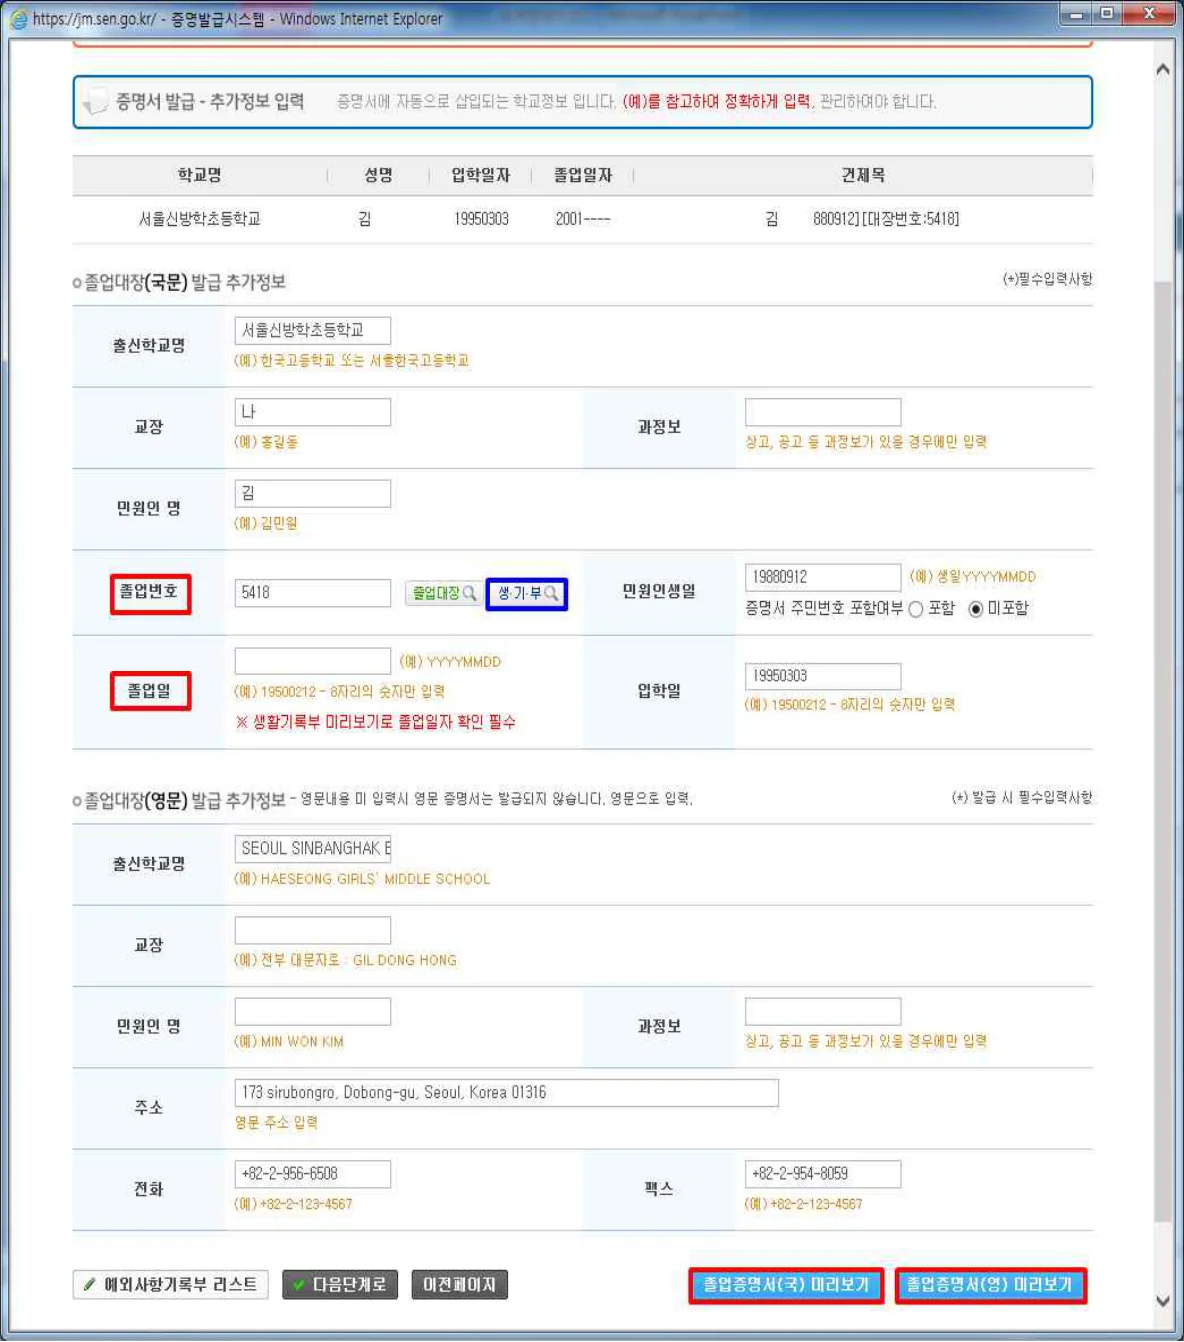 https://jm.sen.go.kr/ - 증명발급시스템 - Windows Internet Explorer
증명서 발급 - 추가정보 입력 증명서에 자동으로 삽입되는 학교정보 입니다. (예)를 참고하여 정확하게 입력, 관리하여야 합니다.
학교명 성명 입학일자 졸업일자 건제목
서울신방학초등학교 김 19950303 2001---- 김 880912][대장번호:5418]
졸업대장(국문) 발급 추가정보 (*)필수입력사항
출신학교명 서울신방학초등학교
(예) 한국고등학교 또는 서울한국고등학교
교장 나 과정보
(예) 홍길동 상고, 공고 등 과정보가 있을 경우에만 입력
민원인 명 김
(예) 김민원
졸업번호 5418 졸업대장 생·기·부 민원인생일 19880912 (예) 생일YYYYMMDD
증명서 주민번호 포함여부 포함 미포함
졸업일 (예) YYYYMMDD
(예) 19500212 - 8자리의 숫자만 입력
※ 생활기록부 미리보기로 졸업일자 확인 필수
입학일 19950303
(예) 19500212 - 8자리의 숫자만 입력
졸업대장(영문) 발급 추가정보 - 영문내용 미 입력시 영문 증명서는 발급되지 않습니다. 영문으로 입력. (*) 발급 시 필수입력사항
출신학교명 SEOUL SINBANGHAK E
(예) HAESEONG GIRLS' MIDDLE SCHOOL
교장
(예) 전부 대문자로 : GIL DONG HONG
민원인 명 과정보
(예) MIN WON KIM 상고, 공고 등 과정보가 있을 경우에만 입력
주소 173 sirubongro, Dobong-gu, Seoul, Korea 01316
영문 주소 입력
전화 +82-2-956-6508 팩스 +82-2-954-8059
(예) +82-2-123-4567 (예) +82-2-123-4567
예외사항기록부 리스트 다음단계로 이전페이지 졸업증명서(국) 미리보기 졸업증명서(영) 미리보기